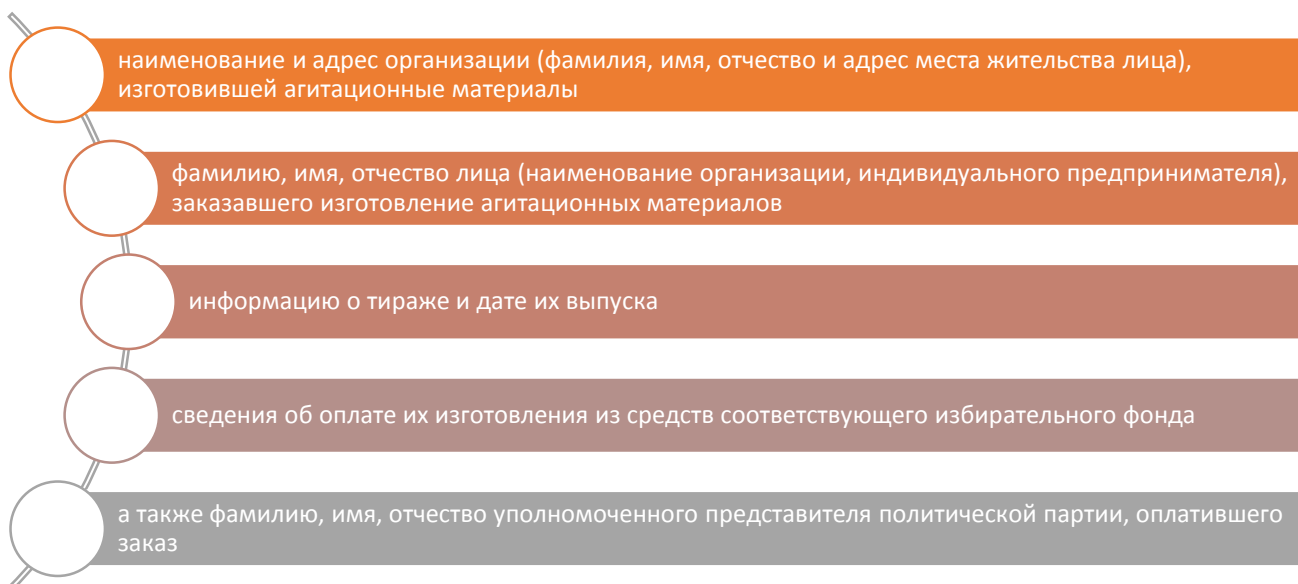 наименование и адрес организации (фамилия, имя, отчество и адрес места жительства лица),
изготовившей агитационные материалы
фамилию, имя, отчество лица (наименование организации, индивидуального предпринимателя),
заказавшего изготовление агитационных материалов
информацию о тираже и дате их выпуска
сведения об оплате их изготовления из средств соответствующего избирательного фонда
а также фамилию, имя, отчество уполномоченного представителя политической партии, оплатившего
заказ